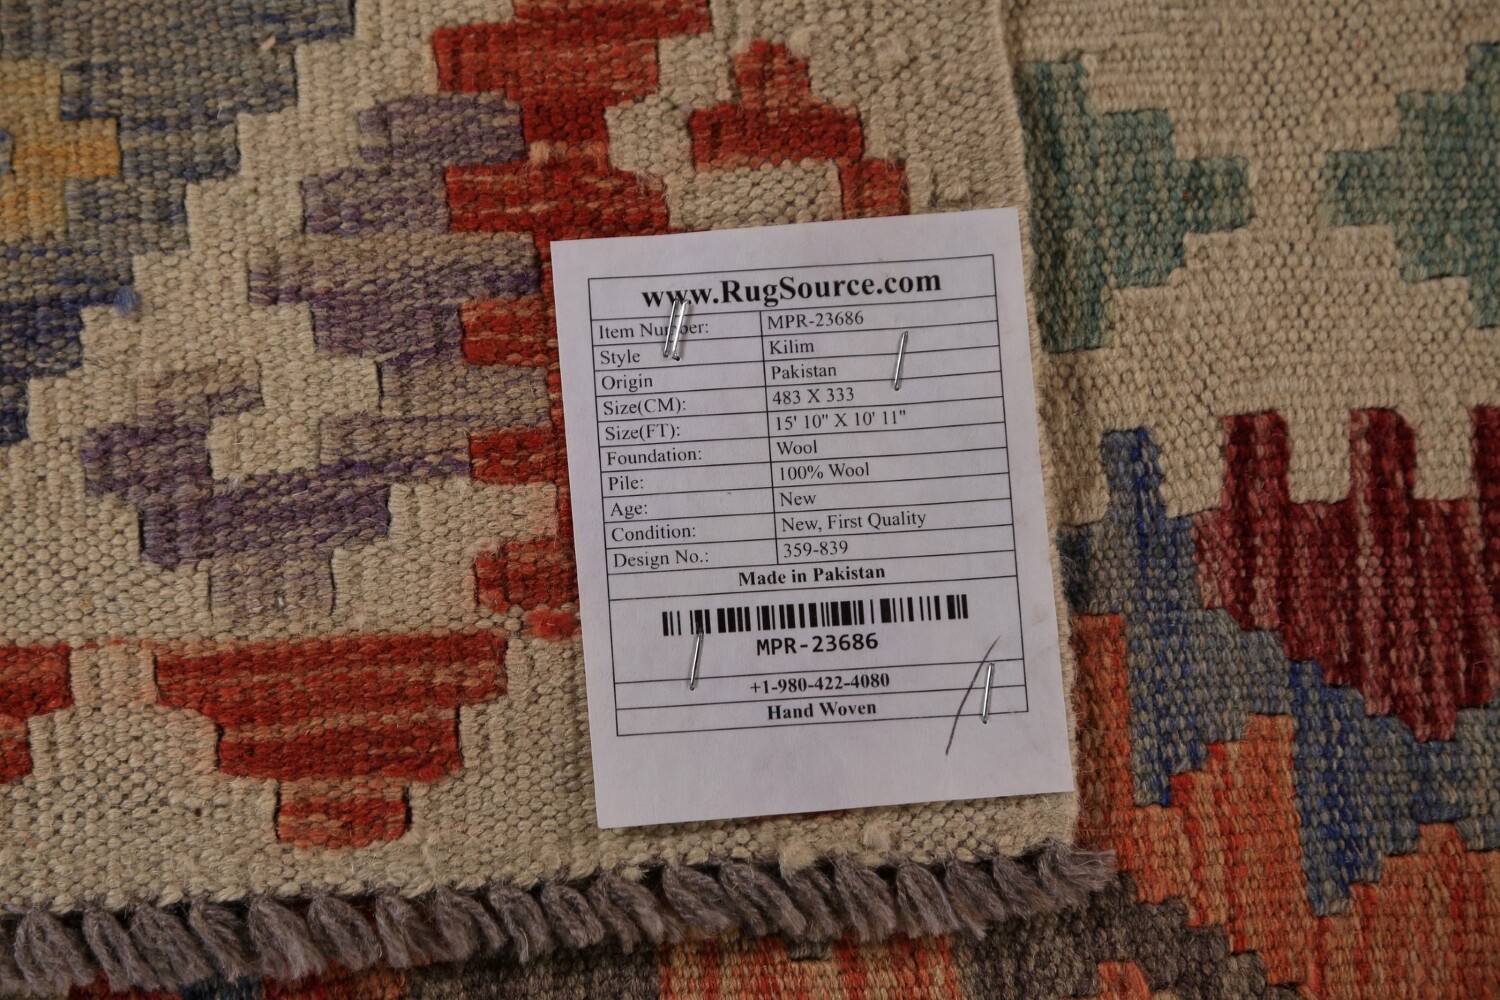 www.RugSource.com
Item Number: MPR-23686
Style Kilim
Origin Pakistan
Size(CM): 483 X 333
Size(FT): 15' 10" X 10' 11"
Foundation: Wool
Pile: 100% Wool
Age: New
Condition: New, First Quality
Design No.: 359-839
Made in Pakistan
MPR-23686
+1-980-422-4080
Hand Woven